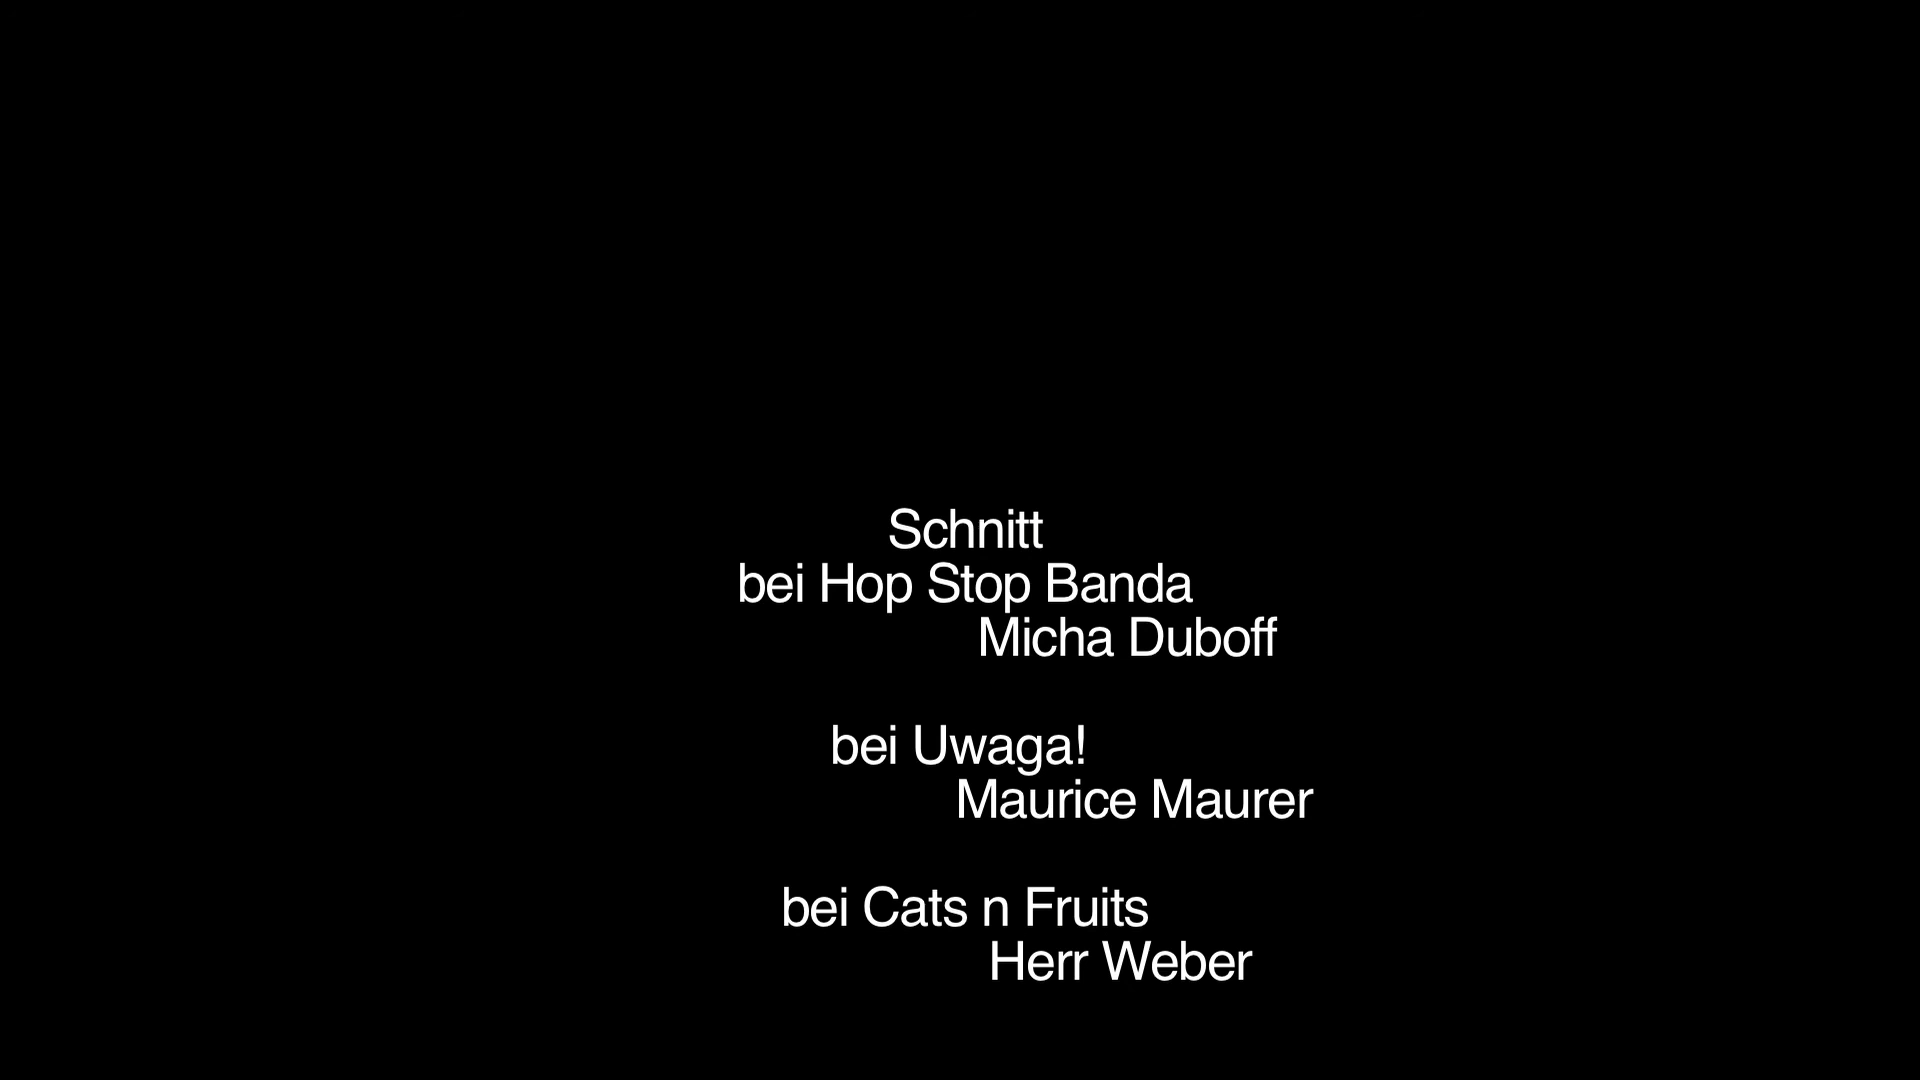 Schnitt
bei Hop Stop Banda
Micha Duboff
bei Uwaga!
Maurice Maurer
bei Cats n Fruits
Herr Weber